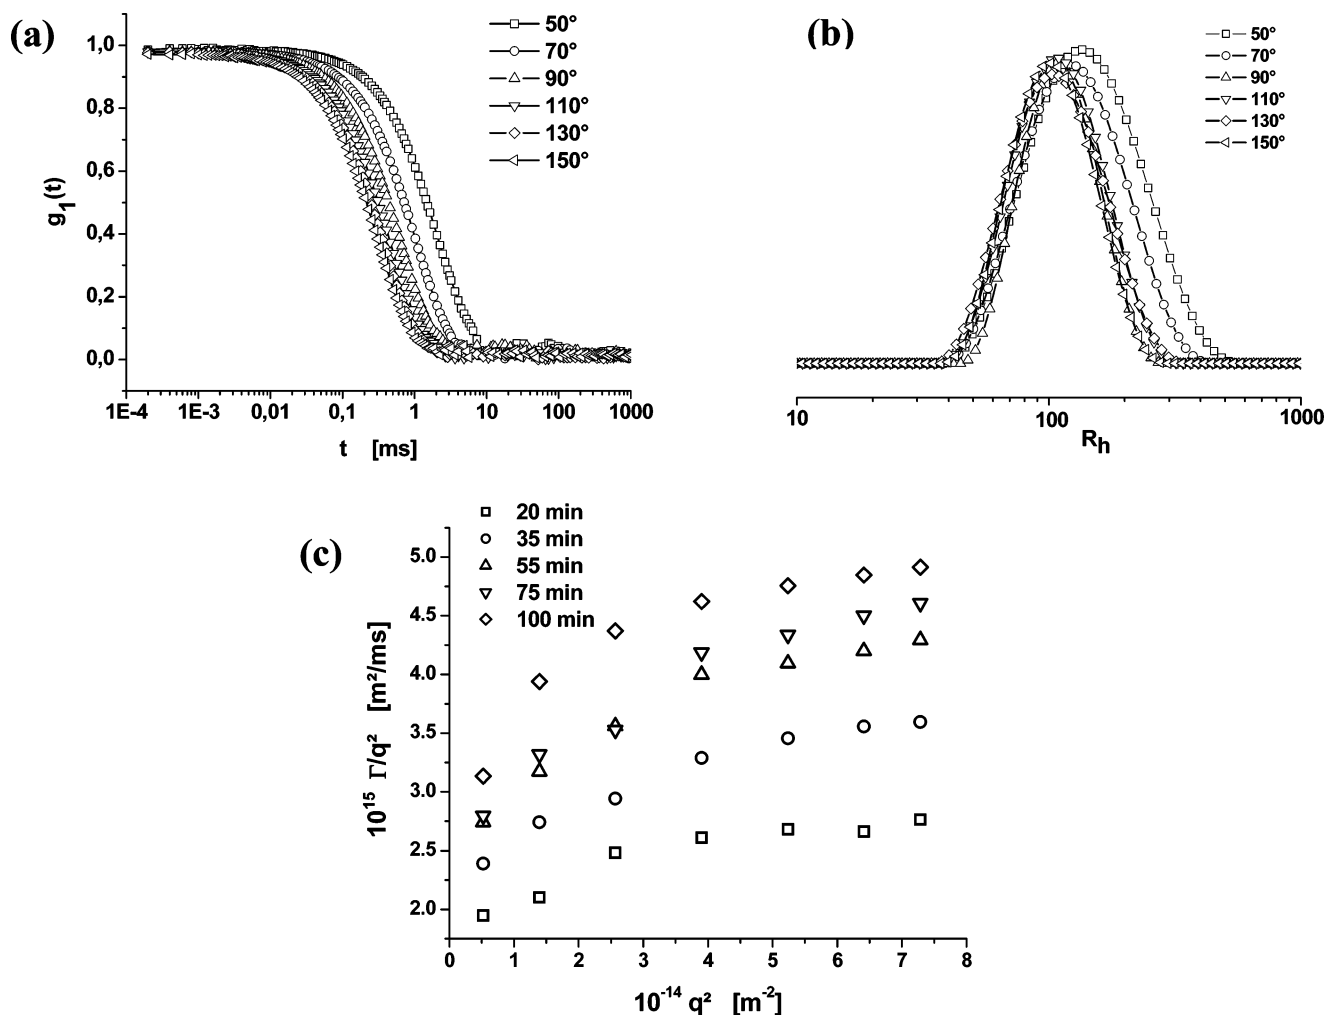 (a)
1,0
0,8
0,6
0,4
0,2
0,0
g1(t)
1E-4 1E-3 0,01 0,1 1 10 100 1000
t [ms]
50°
70°
90°
110°
130°
150°
(b)
50°
70°
90°
110°
130°
150°
10 100 1000
Rh
(c)
20 min
35 min
55 min
75 min
100 min
5.0
4.5
4.0
3.5
3.0
2.5
2.0
10¹⁵ Γ/q² [m²/ms]
0 1 2 3 4 5 6 7 8
10⁻¹⁴ q² [m⁻²]